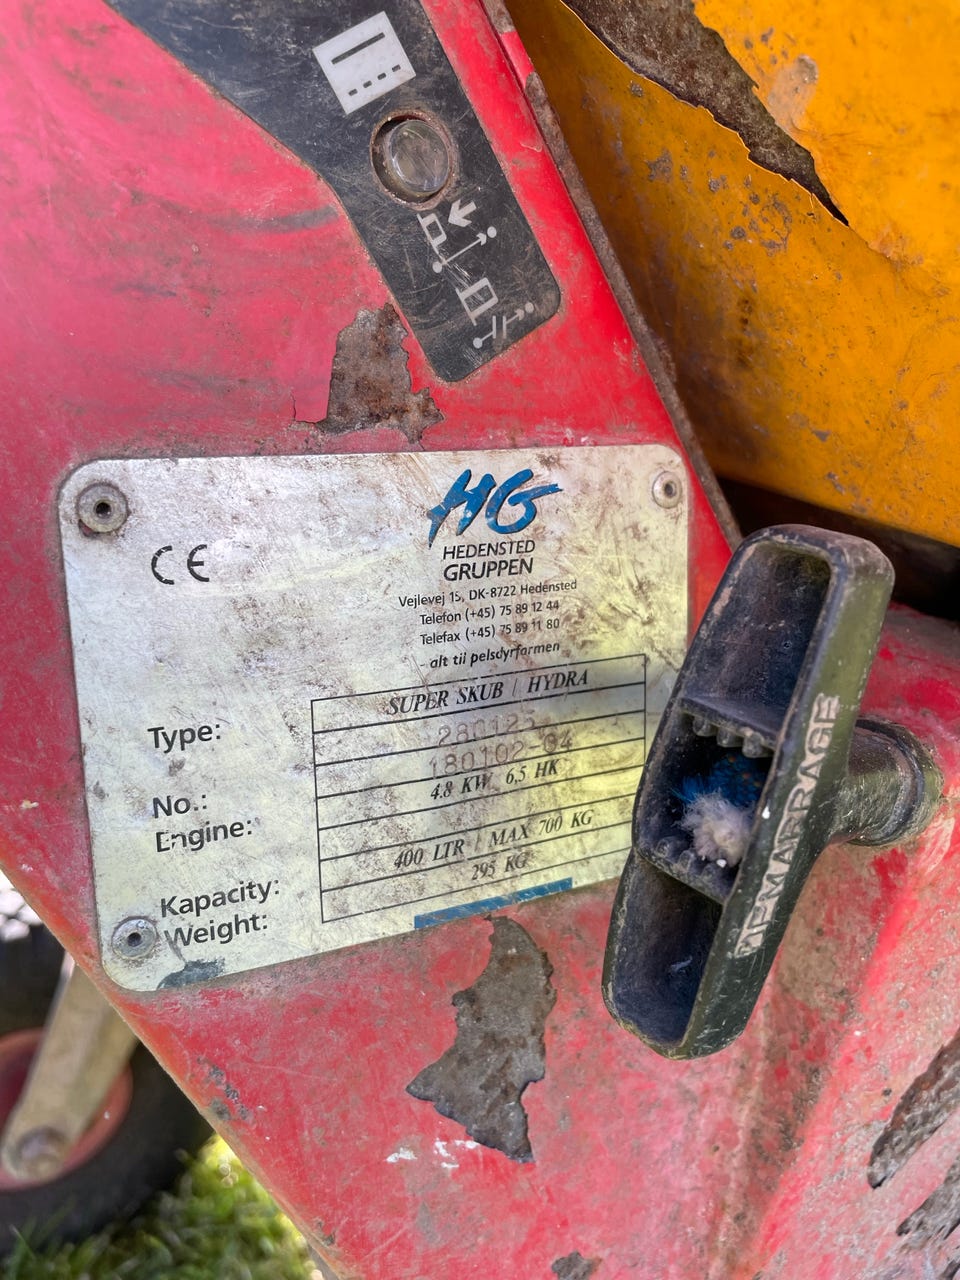 HG
HEDENSTED
GRUPPEN
Vejlevej 15, DK-8722 Hedensted
Telefon (+45) 75 89 12 44
Telefax (+45) 75 89 11 80
- alt til pelsdyrfarmen
CE
Type: SUPER SKUB / HYDRA
280125
No.: 180102-04
Engine: 4.8 KW 6,5 HK
Kapacity: 400 LTR / MAX 700 KG
Weight: 295 KG